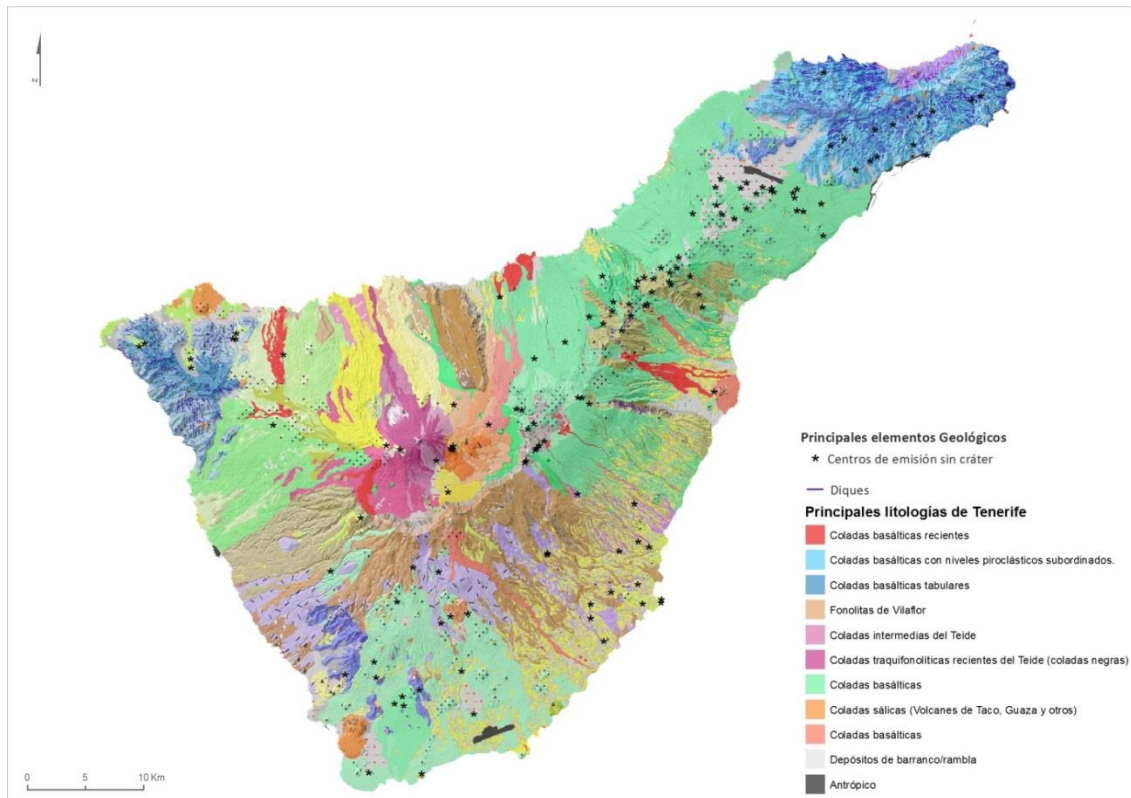 N
Principales elementos Geológicos
Centros de emisión sin cráter
Diques
Principales litologías de Tenerife
Coladas basálticas recientes
Coladas basálticas con niveles piroclásticos subordinados.
Coladas basálticas tabulares
Fonolitas de Vilaflor
Coladas intermedias del Teide
Coladas traquifonolíticas recientes del Teide (coladas negras)
Coladas basálticas
Coladas sálicas (Volcanes de Taco, Guaza y otros)
Coladas basálticas
Depósitos de barranco/rambla
Antrópico
0 5 10 Km